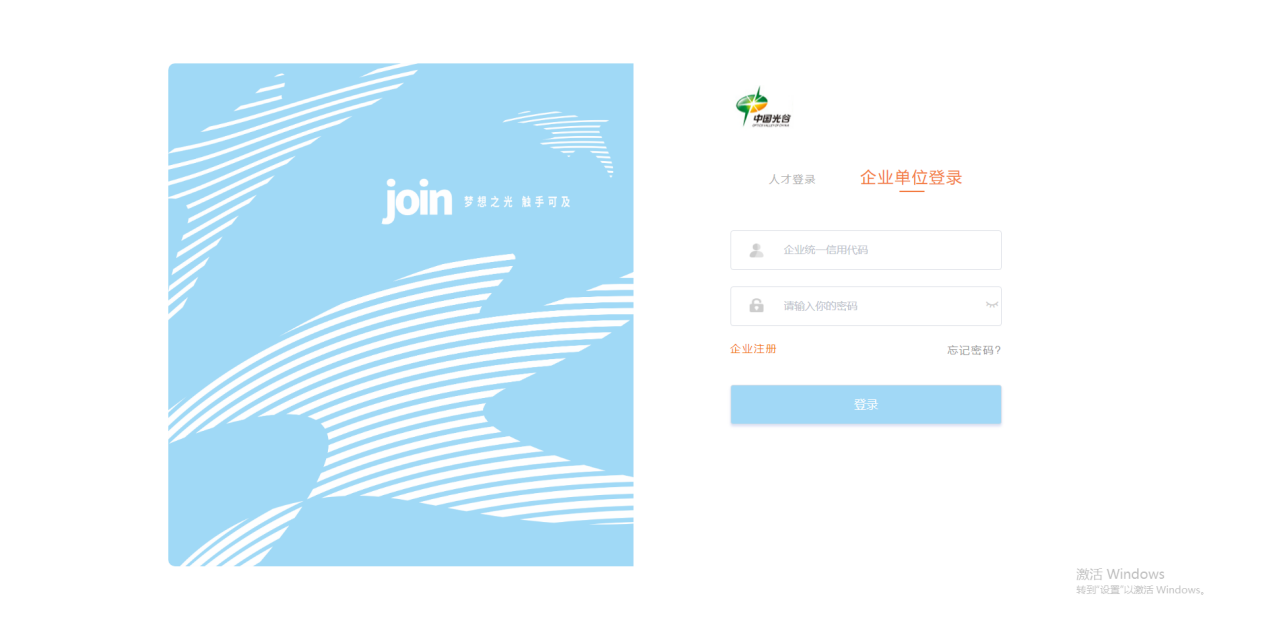 中国光谷
人才登录
企业单位登录
join 梦想之光 触手可及
企业统一信用代码
请输入你的密码
企业注册
忘记密码?
登录
激活 Windows
转到"设置"以激活 Windows。